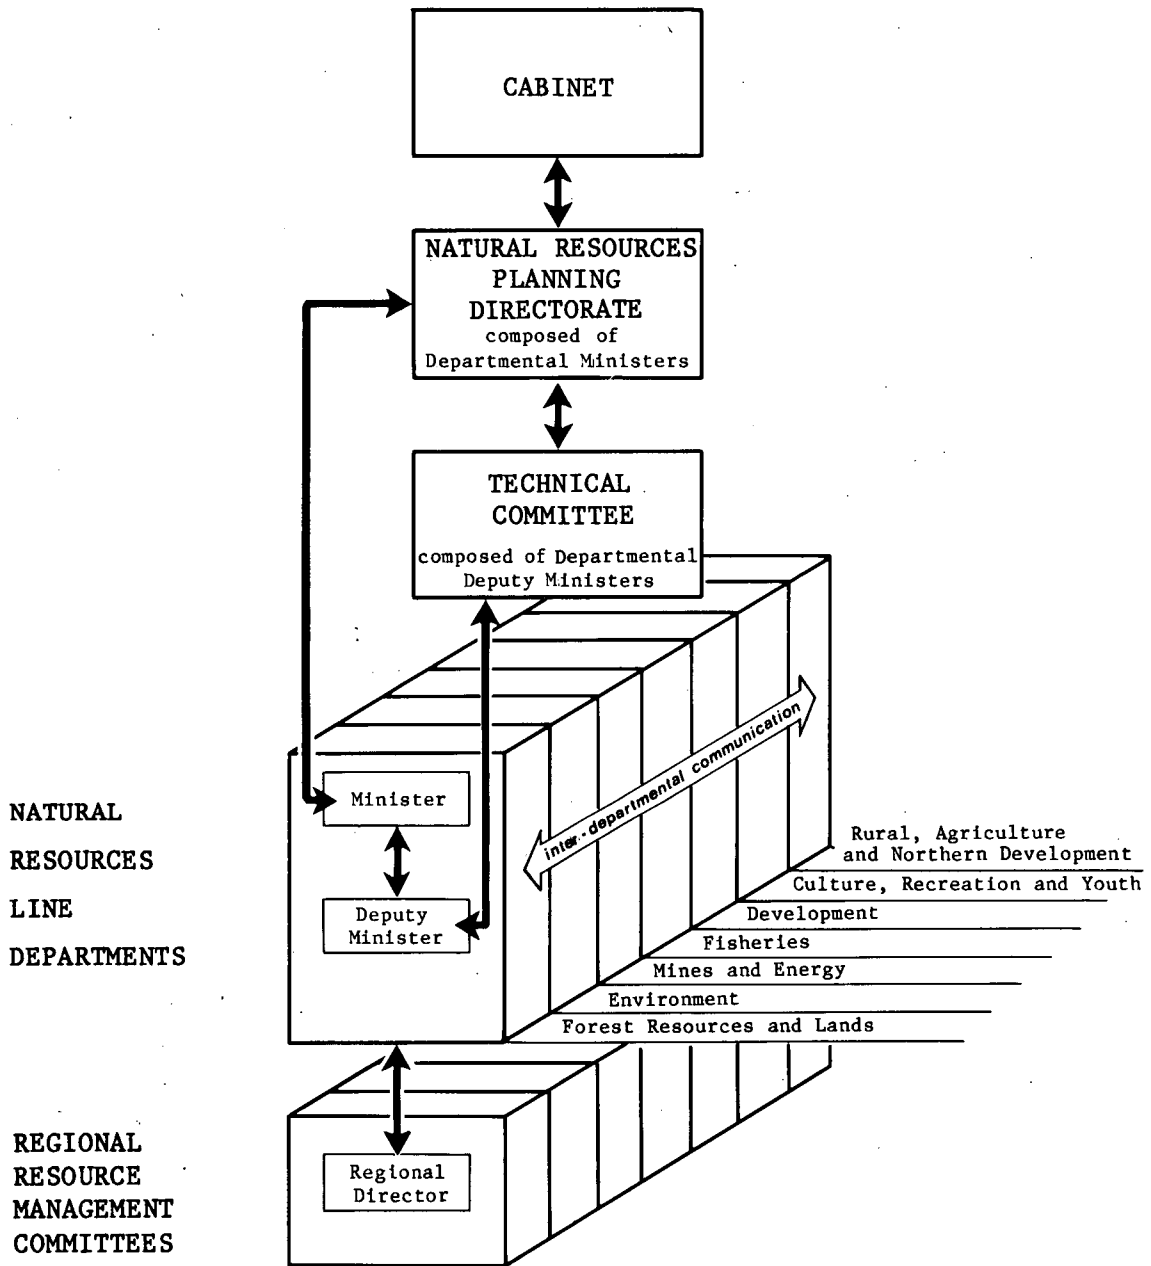 CABINET
NATURAL RESOURCES
PLANNING
DIRECTORATE
composed of
Departmental Ministers
TECHNICAL
COMMITTEE
composed of Departmental
Deputy Ministers
Minister
Deputy
Minister
inter-departmental communication
NATURAL
RESOURCES
LINE
DEPARTMENTS
Rural, Agriculture
and Northern Development
Culture, Recreation and Youth
Development
Fisheries
Mines and Energy
Environment
Forest Resources and Lands
REGIONAL
RESOURCE
MANAGEMENT
COMMITTEES
Regional
Director